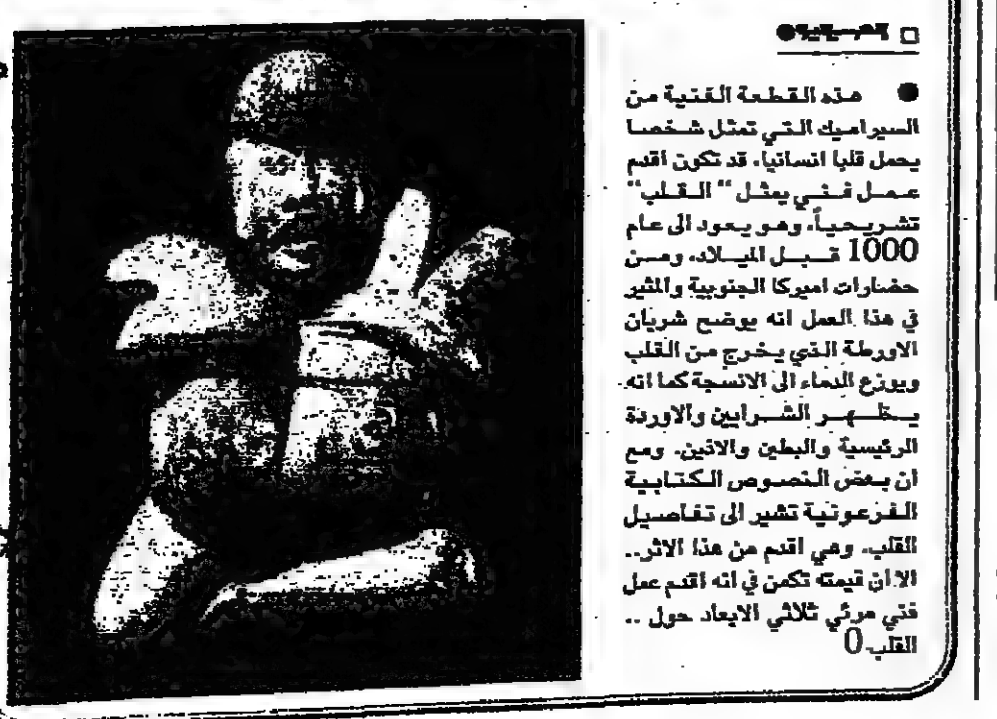 هذه القطعة الفنية من
السيراميك التي تمثل شخصا
يحمل قلبا انسانيا، قد تكون اقدم
عمل فني يمثل " القلب"
تشريحياً، وهو يعود الى عام
1000 قبل الميلاد، ومن
حضارات اميركا الجنوبية والمثير
في هذا العمل انه يوضح شريان
الاورطة الذي يخرج من القلب
ويوزع الدماء الى الانسجة كما انه
يظهر الشرايين والاوردة
الرئيسية والبطين والاذين. ومع
ان بعض النصوص الكتابية
الفرعونية تشير الى تفاصيل
القلب، وهي اقدم من هذا الاثر..
الا ان قيمته تكمن في انه اقدم عمل
فني مرئي ثلاثي الابعاد حول ..
القلب0